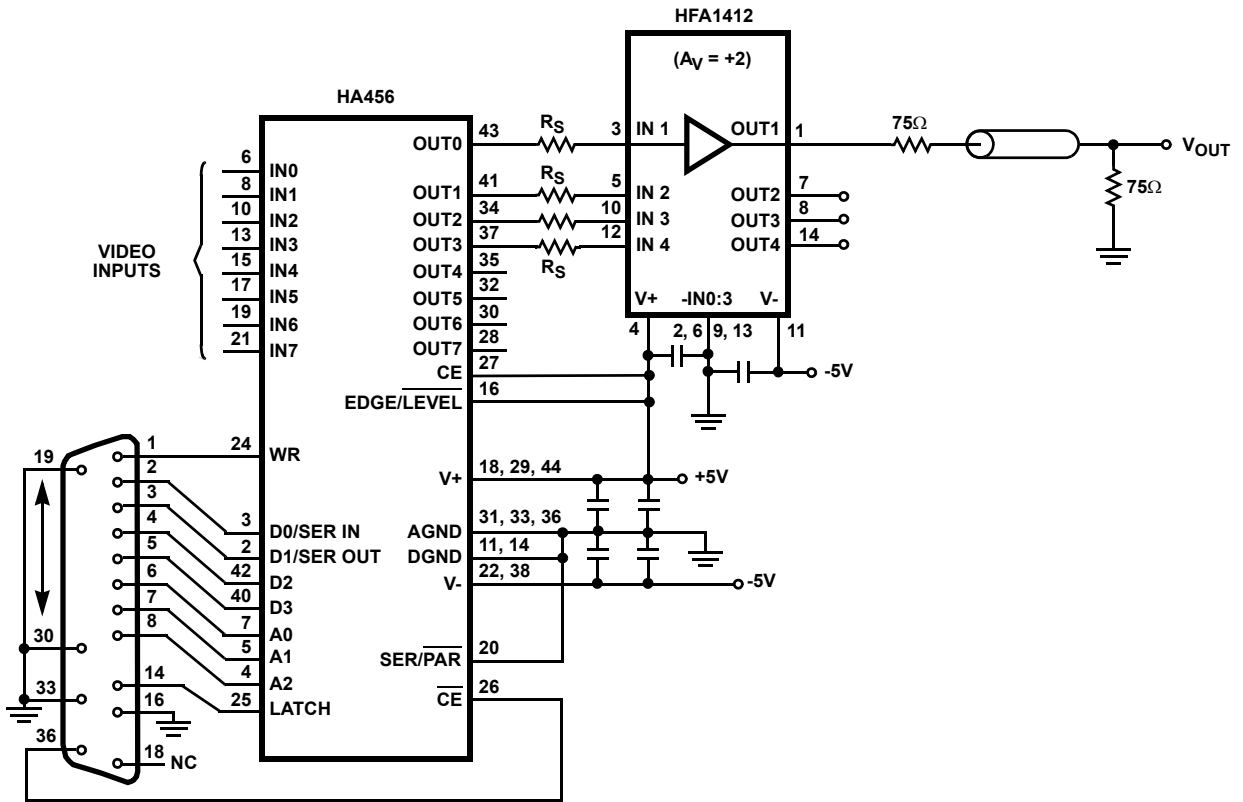 HFA1412
(AV = +2)
HA456
OUT0 43 RS 3 IN 1 OUT1 1 75Ω VOUT
6 IN0
8 IN1
10 IN2
13 IN3
15 IN4
17 IN5
19 IN6
21 IN7
VIDEO
INPUTS
OUT1 41 RS 5 IN 2 OUT2 7
OUT2 34 10 IN 3 OUT3 8
OUT3 37 RS 12 IN 4 OUT4 14
75Ω
OUT4 35
OUT5 32
OUT6 30
OUT7 28
V+ -IN0:3 V-
4 2, 6 9, 13 11
-5V
CE 27
EDGE/LEVEL 16
V+ 18, 29, 44 +5V
AGND 31, 33, 36
DGND 11, 14
V- 22, 38 -5V
SER/PAR 20
CE 26
19 1 24 WR
2 3 D0/SER IN
3 2 D1/SER OUT
4 42 D2
5 40 D3
6 7 A0
7 5 A1
8 4 A2
30
14 25 LATCH
33 16
36 18 NC